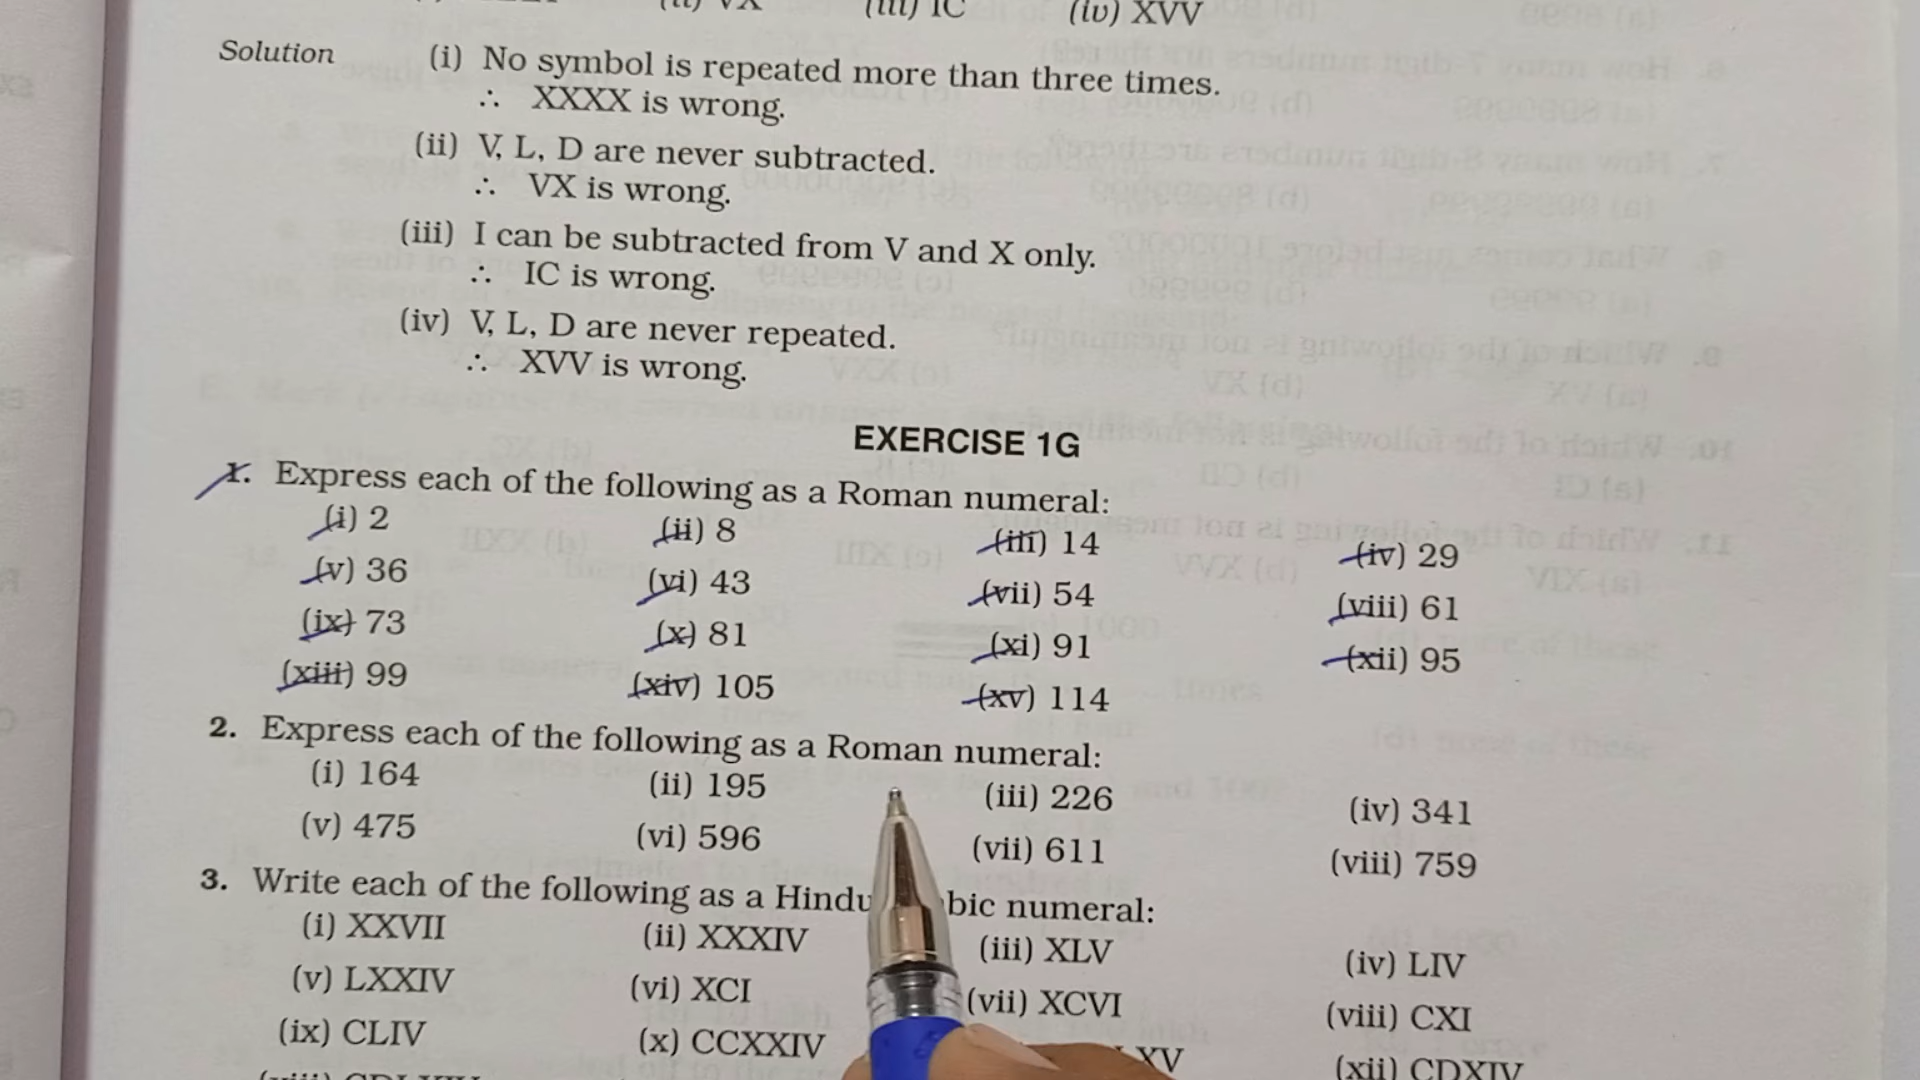 (ii) VX (iii) IC (iv) XVV
Solution (i) No symbol is repeated more than three times.
∴ XXXX is wrong.
(ii) V, L, D are never subtracted.
∴ VX is wrong.
(iii) I can be subtracted from V and X only.
∴ IC is wrong.
(iv) V, L, D are never repeated.
∴ XVV is wrong.
EXERCISE 1G
1. Express each of the following as a Roman numeral:
(i) 2 (ii) 8 (iii) 14 (iv) 29
(v) 36 (vi) 43 (vii) 54 (viii) 61
(ix) 73 (x) 81 (xi) 91 (xii) 95
(xiii) 99 (xiv) 105 (xv) 114
2. Express each of the following as a Roman numeral:
(i) 164 (ii) 195 (iii) 226 (iv) 341
(v) 475 (vi) 596 (vii) 611 (viii) 759
3. Write each of the following as a Hindu bic numeral:
(i) XXVII (ii) XXXIV (iii) XLV (iv) LIV
(v) LXXIV (vi) XCI (vii) XCVI (viii) CXI
(ix) CLIV (x) CCXXIV XV (xii) CDXIV